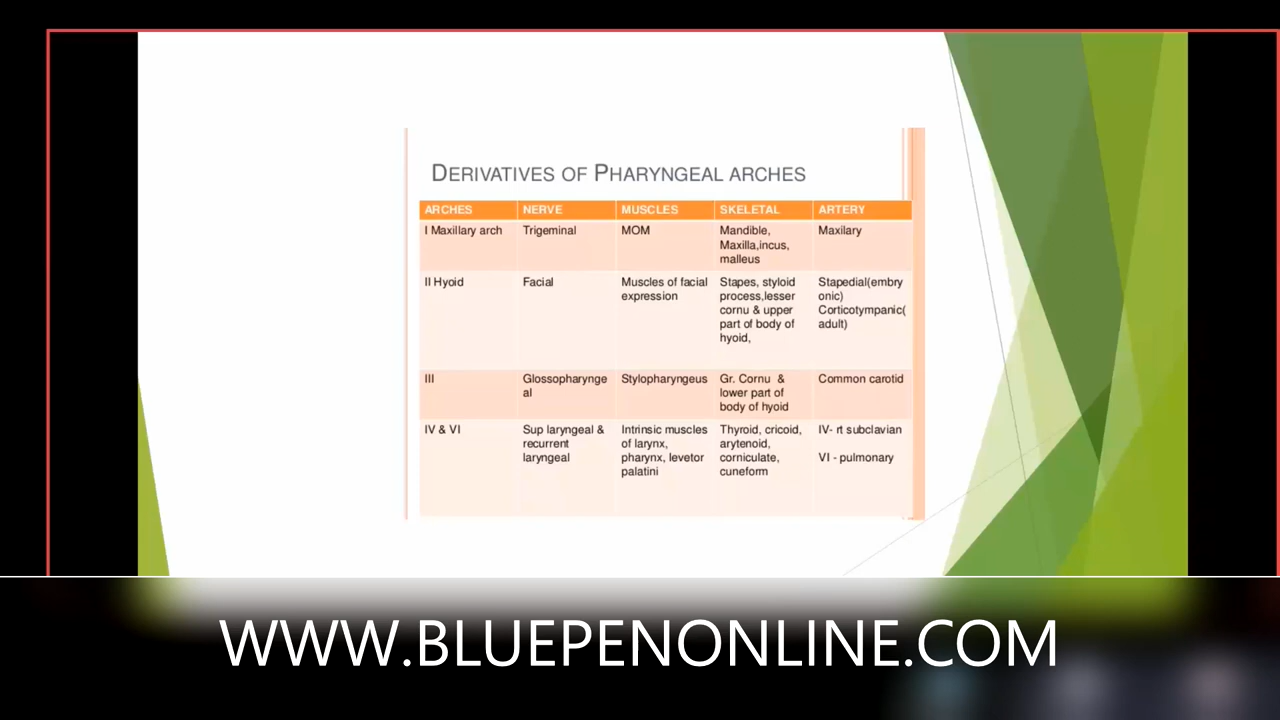 DERIVATIVES OF PHARYNGEAL ARCHES
ARCHES NERVE MUSCLES SKELETAL ARTERY
I Maxillary arch Trigeminal MOM Mandible, Maxilary
Maxilla,incus,
malleus
II Hyoid Facial Muscles of facial Stapes, styloid Stapedial(embry
expression process,lesser onic)
cornu & upper Corticotympanic(
part of body of adult)
hyoid,
III Glossopharynge Stylopharyngeus Gr. Cornu & Common carotid
al lower part of
body of hyoid
IV & VI Sup laryngeal & Intrinsic muscles Thyroid, cricoid, IV- rt subclavian
recurrent of larynx, arytenoid,
laryngeal pharynx, levetor corniculate, VI - pulmonary
palatini cuneform
WWW.BLUEPENONLINE.COM